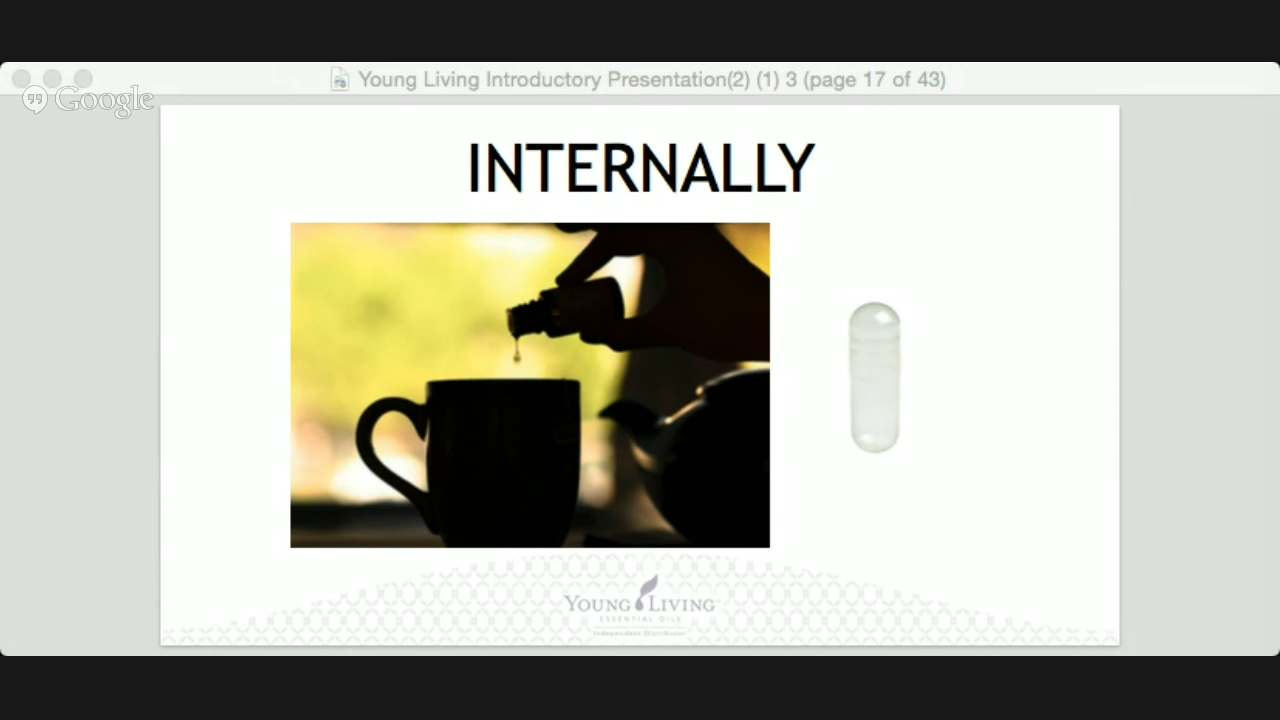 Young Living Introductory Presentation(2) (1) 3 (page 17 of 43)
Google
INTERNALLY
YOUNG LIVING
ESSENTIAL OILS
Independent Distributor